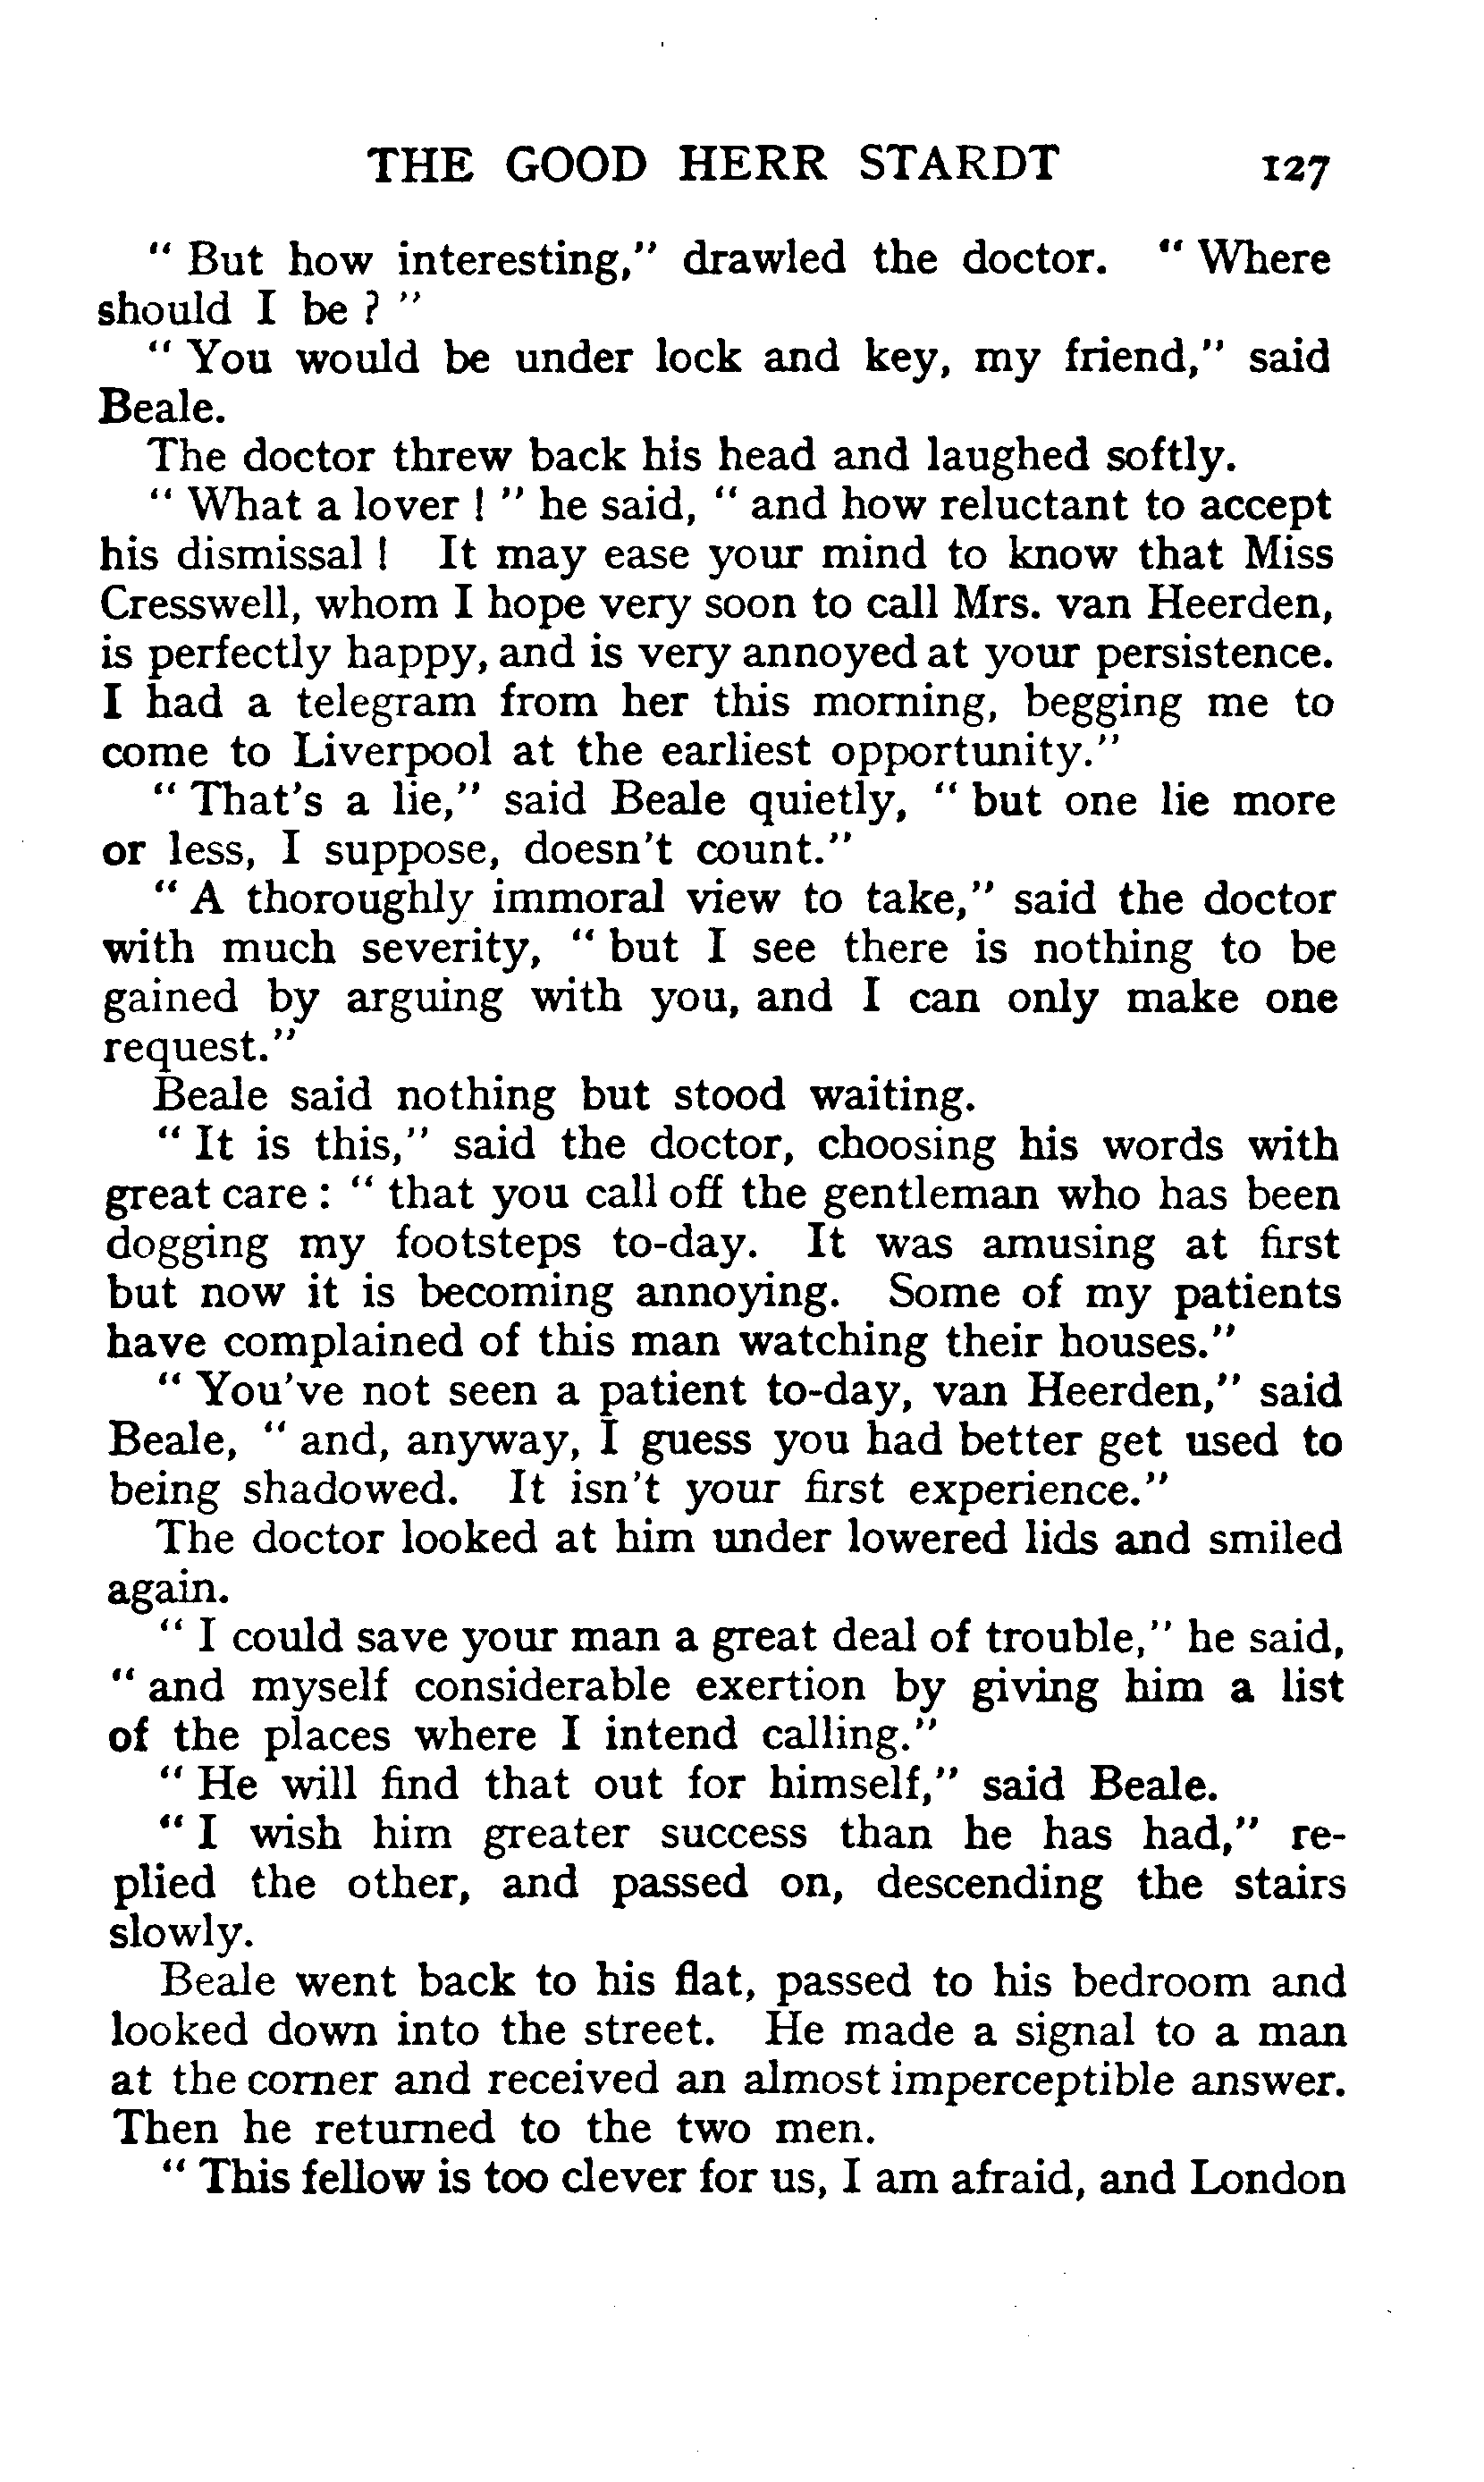 THE GOOD HERR STARDT 127
" But how interesting," drawled the doctor. " Where
should I be ? "
" You would be under lock and key, my friend," said
Beale.
The doctor threw back his head and laughed softly.
" What a lover ! " he said, " and how reluctant to accept
his dismissal ! It may ease your mind to know that Miss
Cresswell, whom I hope very soon to call Mrs. van Heerden,
is perfectly happy, and is very annoyed at your persistence.
I had a telegram from her this morning, begging me to
come to Liverpool at the earliest opportunity."
" That's a lie," said Beale quietly, " but one lie more
or less, I suppose, doesn't count."
" A thoroughly immoral view to take," said the doctor
with much severity, " but I see there is nothing to be
gained by arguing with you, and I can only make one
request."
Beale said nothing but stood waiting.
" It is this," said the doctor, choosing his words with
great care : " that you call off the gentleman who has been
dogging my footsteps to-day. It was amusing at first
but now it is becoming annoying. Some of my patients
have complained of this man watching their houses."
" You've not seen a patient to-day, van Heerden," said
Beale, " and, anyway, I guess you had better get used to
being shadowed. It isn't your first experience."
The doctor looked at him under lowered lids and smiled
again.
" I could save your man a great deal of trouble," he said,
" and myself considerable exertion by giving him a list
of the places where I intend calling."
" He will find that out for himself," said Beale.
" I wish him greater success than he has had," re-
plied the other, and passed on, descending the stairs
slowly.
Beale went back to his flat, passed to his bedroom and
looked down into the street. He made a signal to a man
at the corner and received an almost imperceptible answer.
Then he returned to the two men.
" This fellow is too clever for us, I am afraid, and London